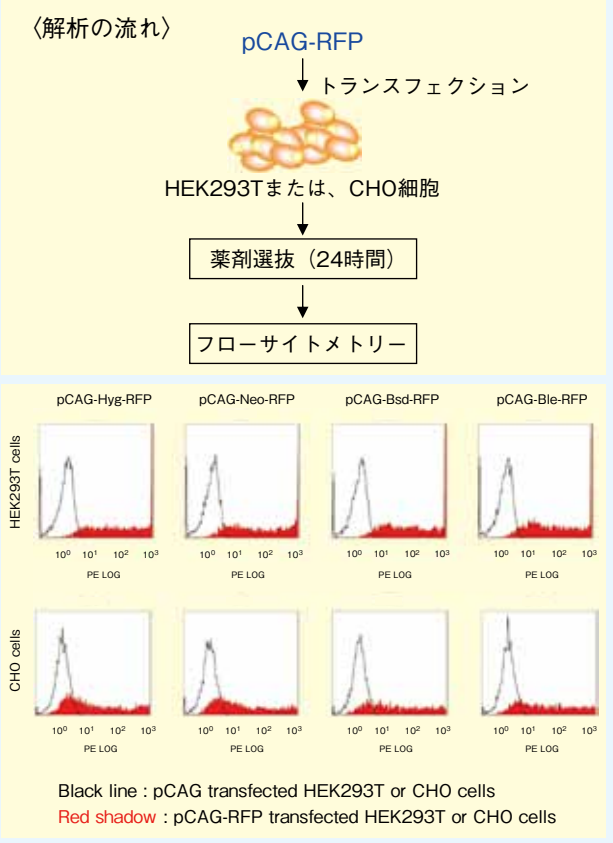 〈解析の流れ〉
pCAG-RFP
トランスフェクション
HEK293Tまたは、CHO細胞
薬剤選抜（24時間）
フローサイトメトリー
pCAG-Hyg-RFP pCAG-Neo-RFP pCAG-Bsd-RFP pCAG-Ble-RFP
HEK293T cells
10⁰ 10¹ 10² 10³ 10⁰ 10¹ 10² 10³ 10⁰ 10¹ 10² 10³ 10⁰ 10¹ 10² 10³
PE LOG PE LOG PE LOG PE LOG
CHO cells
10⁰ 10¹ 10² 10³ 10⁰ 10¹ 10² 10³ 10⁰ 10¹ 10² 10³ 10⁰ 10¹ 10² 10³
PE LOG PE LOG PE LOG PE LOG
Black line : pCAG transfected HEK293T or CHO cells
Red shadow : pCAG-RFP transfected HEK293T or CHO cells